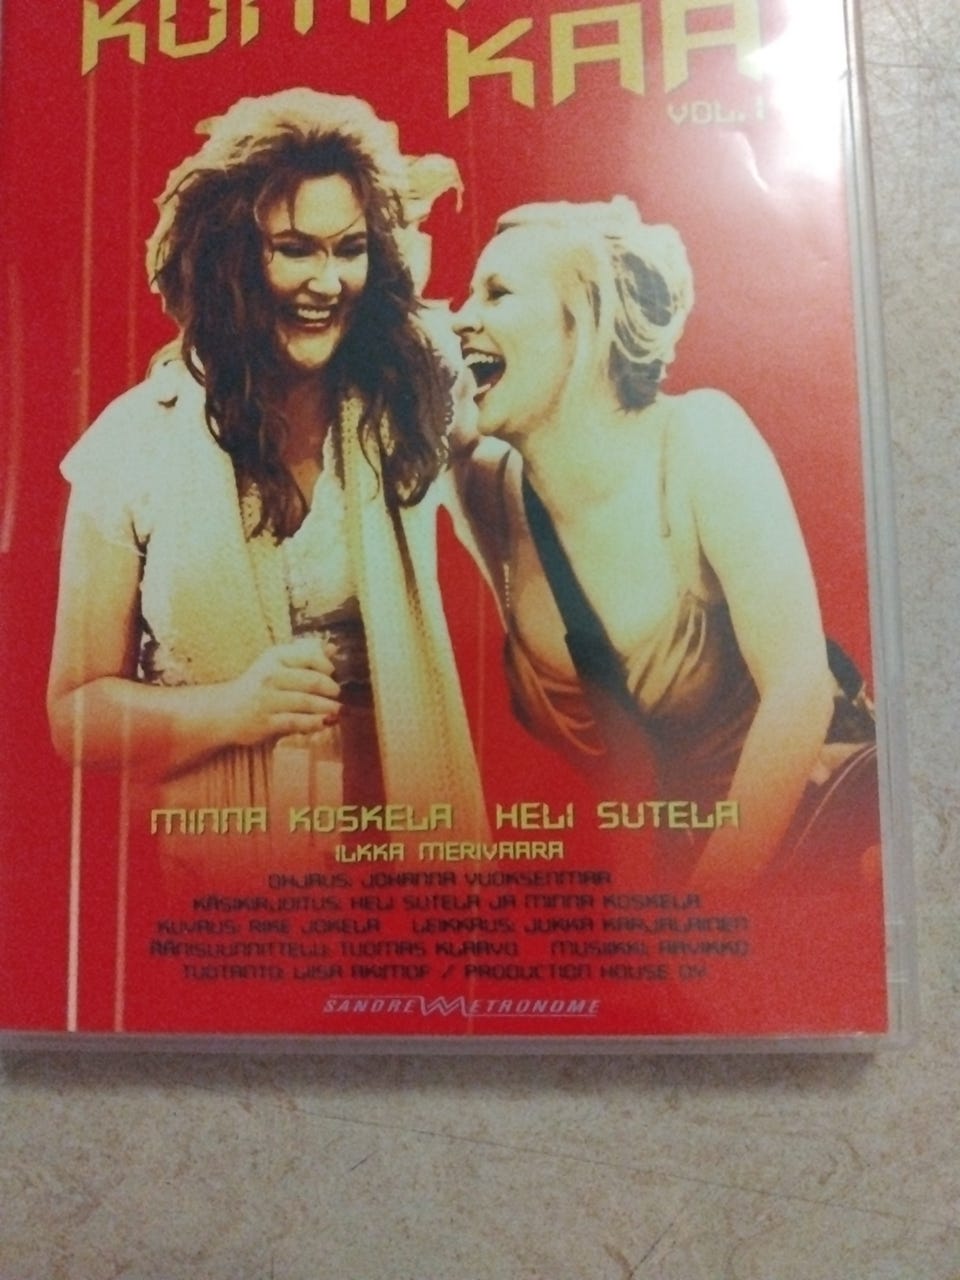 KAA
VOL. 1
MINNA KOSKELA HELI SUTELA
ILKKA MERIVAARA
OHJAUS: JOHANNA VUOKSENMAA
KÄSIKIRJOITUS: HELI SUTELA JA MINNA KOSKELA
KUVAUS: RIKE JOKELA LEIKKAUS: JUKKA KARJALAINEN
ÄÄNISUUNNITTELU: TUOMAS KLAAVO MUSIIKKI: AAVIKKO
TUOTANTO: LIISA AKIMOF / PRODUCTION HOUSE OY
SANDREW METRONOME